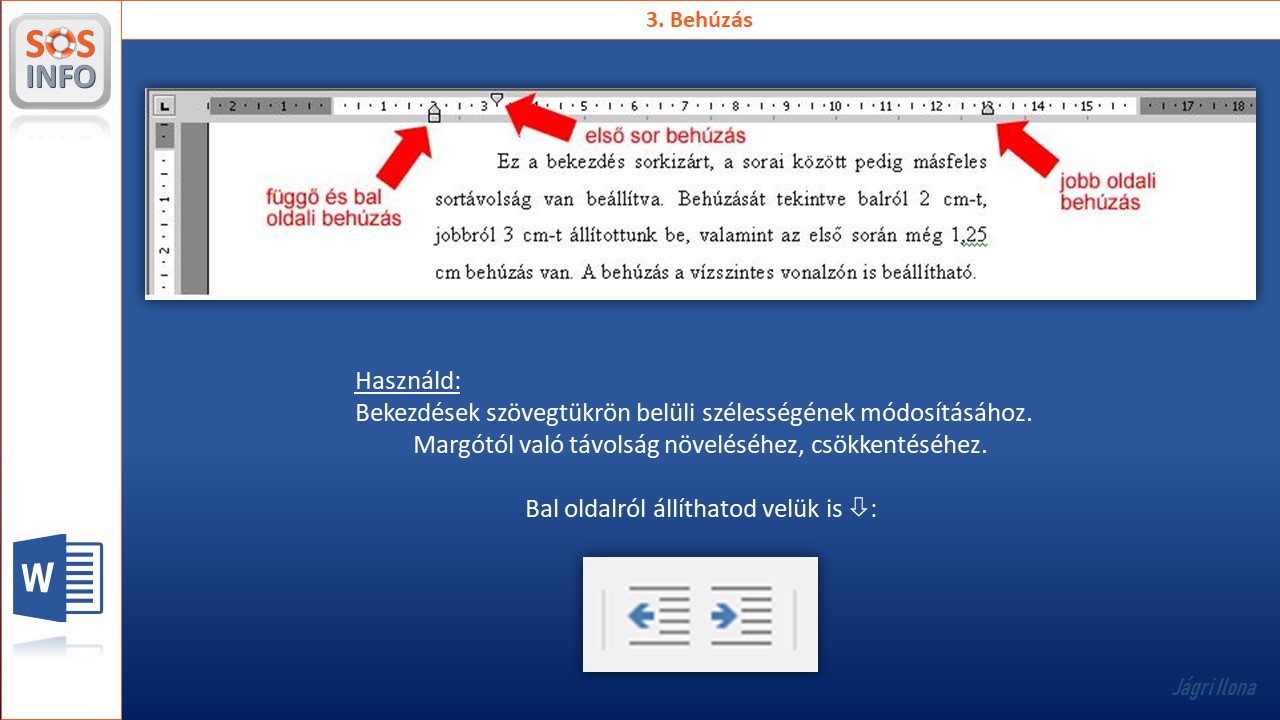 3. Behúzás
SOS
INFO
2 1 1 2 3 4 5 6 7 8 9 10 11 12 13 14 15 17 18
első sor behúzás
függő és bal
oldali behúzás
jobb oldali
behúzás
Ez a bekezdés sorkizárt, a sorai között pedig másfeles
sortávolság van beállítva. Behúzását tekintve balról 2 cm-t,
jobbról 3 cm-t állítottunk be, valamint az első során még 1,25
cm behúzás van. A behúzás a vízszintes vonalzón is beállítható.
1
2
Használd:
Bekezdések szövegtükrön belüli szélességének módosításához.
Margótól való távolság növeléséhez, csökkentéséhez.
Bal oldalról állíthatod velük is ⇩:
W
Jágri Ilona